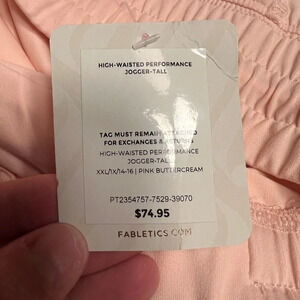 HIGH-WAISTED PERFORMANCE
JOGGER-TALL
TAG MUST REMAIN ATTACHED
FOR EXCHANGES & RETURNS
HIGH-WAISTED PERFORMANCE
JOGGER-TALL
XXL/1X/14-16 | PINK BUTTERCREAM
PT2354757-7529-39070
$74.95
FABLETICS.COM